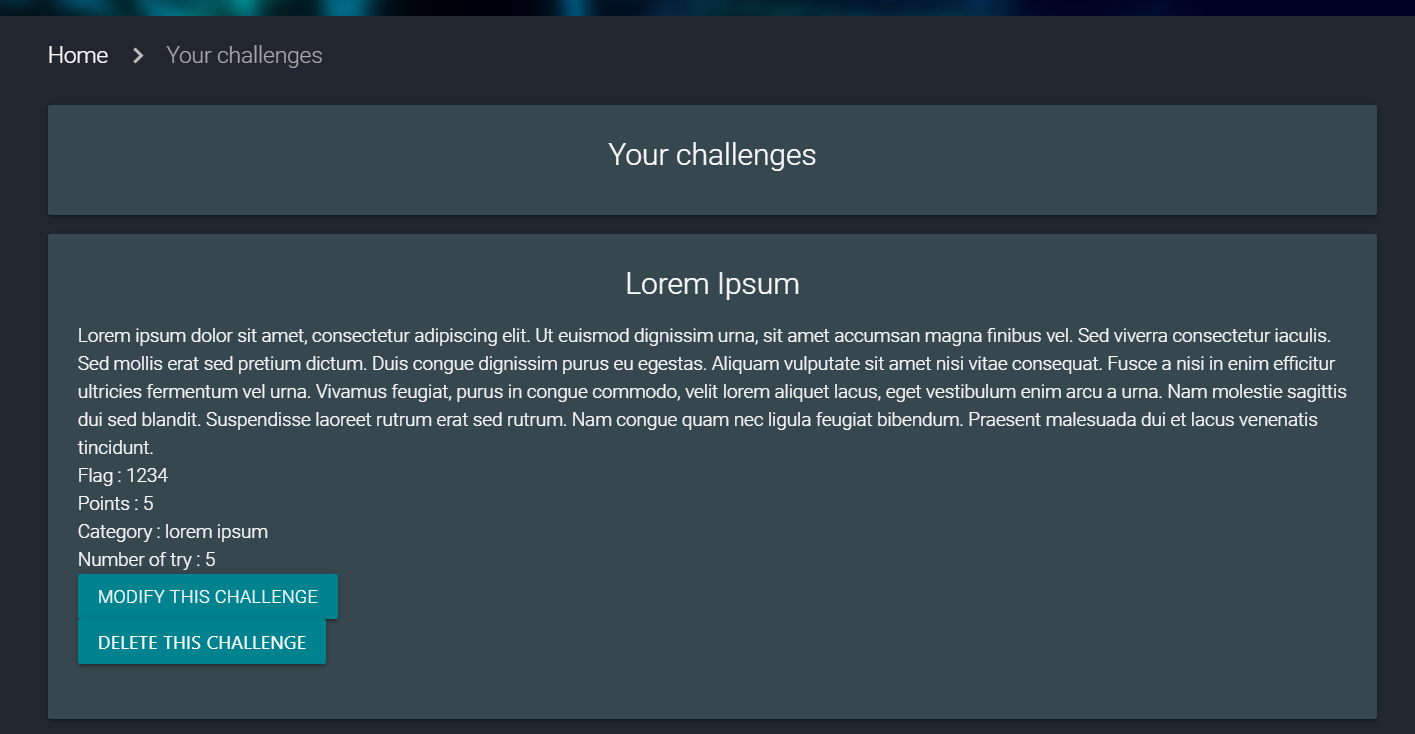 Home > Your challenges
Your challenges
Lorem Ipsum
Lorem ipsum dolor sit amet, consectetur adipiscing elit. Ut euismod dignissim urna, sit amet accumsan magna finibus vel. Sed viverra consectetur iaculis.
Sed mollis erat sed pretium dictum. Duis congue dignissim purus eu egestas. Aliquam vulputate sit amet nisi vitae consequat. Fusce a nisi in enim efficitur
ultricies fermentum vel urna. Vivamus feugiat, purus in congue commodo, velit lorem aliquet lacus, eget vestibulum enim arcu a urna. Nam molestie sagittis
dui sed blandit. Suspendisse laoreet rutrum erat sed rutrum. Nam congue quam nec ligula feugiat bibendum. Praesent malesuada dui et lacus venenatis
tincidunt.
Flag : 1234
Points : 5
Category : lorem ipsum
Number of try : 5
MODIFY THIS CHALLENGE
DELETE THIS CHALLENGE